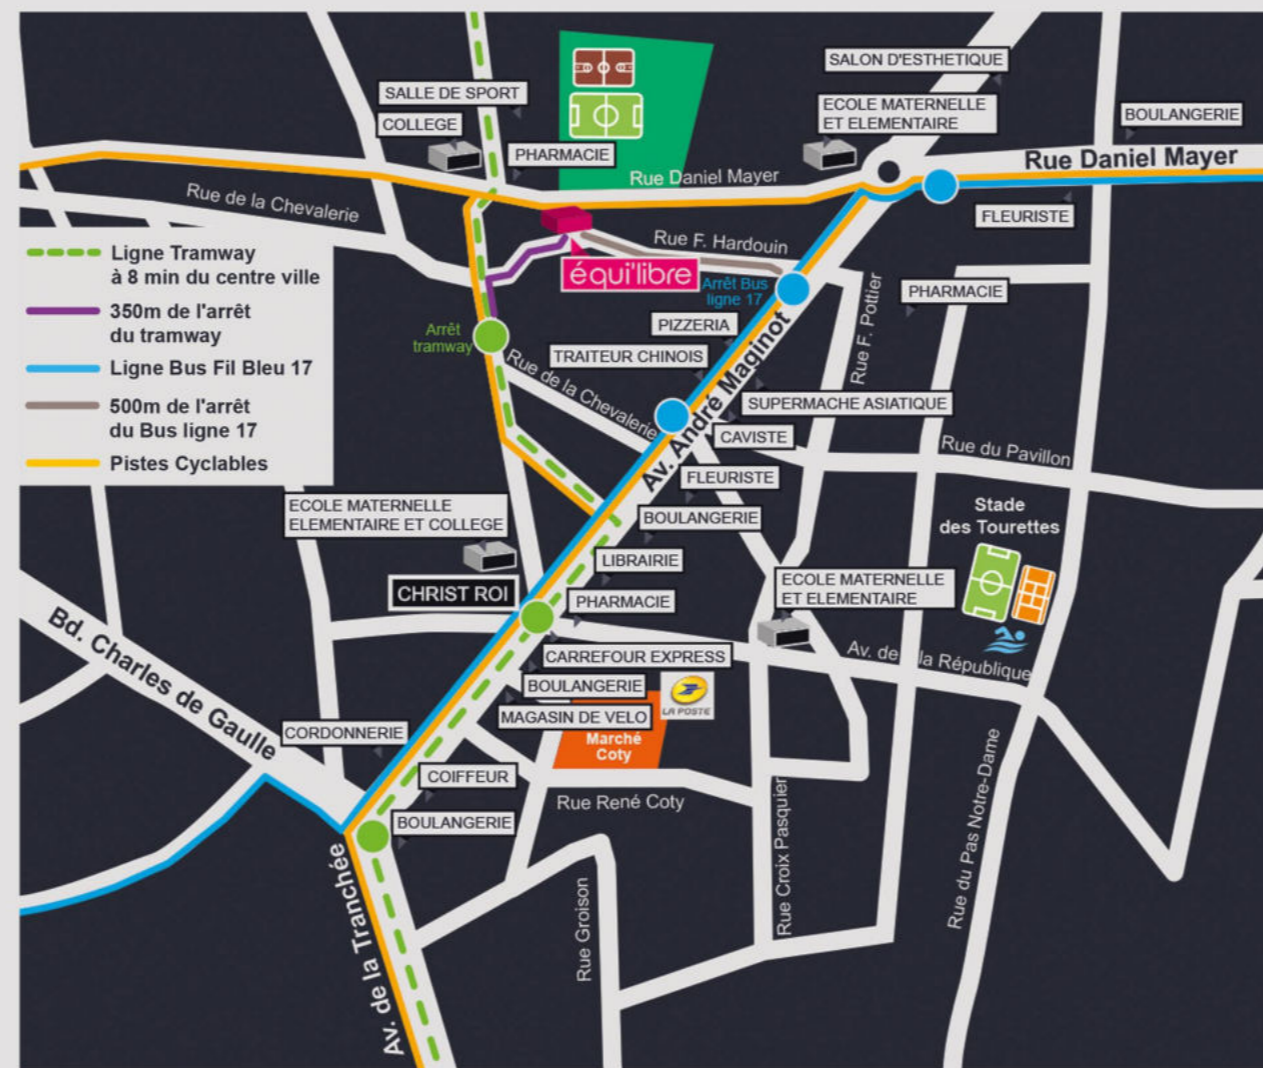 SALON D'ESTHETIQUE
SALLE DE SPORT
COLLEGE
PHARMACIE
ECOLE MATERNELLE
ET ELEMENTAIRE
BOULANGERIE
Rue Daniel Mayer
Rue Daniel Mayer
Rue de la Chevalerie
FLEURISTE
Rue F. Hardouin
équi'libre
Arrêt Bus
ligne 17
PHARMACIE
Rue F. Pottier
Ligne Tramway
à 8 min du centre ville
350m de l'arrêt
du tramway
Ligne Bus Fil Bleu 17
500m de l'arrêt
du Bus ligne 17
Pistes Cyclables
Arrêt
tramway
PIZZERIA
TRAITEUR CHINOIS
Rue de la Chevalerie
Av. André Maginot
SUPERMACHE ASIATIQUE
CAVISTE
Rue du Pavillon
FLEURISTE
BOULANGERIE
Stade
des Tourettes
ECOLE MATERNELLE
ELEMENTAIRE ET COLLEGE
LIBRAIRIE
CHRIST ROI
PHARMACIE
ECOLE MATERNELLE
ET ELEMENTAIRE
Av. de la République
CARREFOUR EXPRESS
BOULANGERIE
LA POSTE
MAGASIN DE VELO
Marché
Coty
Bd. Charles de Gaulle
CORDONNERIE
COIFFEUR
Rue René Coty
BOULANGERIE
Rue Croix Pasquier
Rue du Pas Notre-Dame
Rue Groison
Av. de la Tranchée